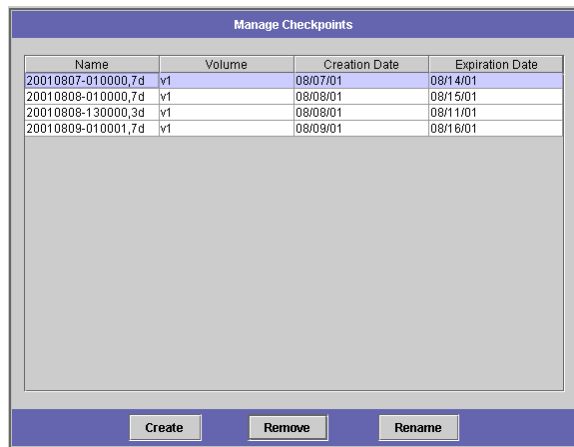 Manage Checkpoints
Name Volume Creation Date Expiration Date
20010807-010000,7d v1 08/07/01 08/14/01
20010808-010000,7d v1 08/08/01 08/15/01
20010808-130000,3d v1 08/08/01 08/11/01
20010809-010001,7d v1 08/09/01 08/16/01
Create Remove Rename